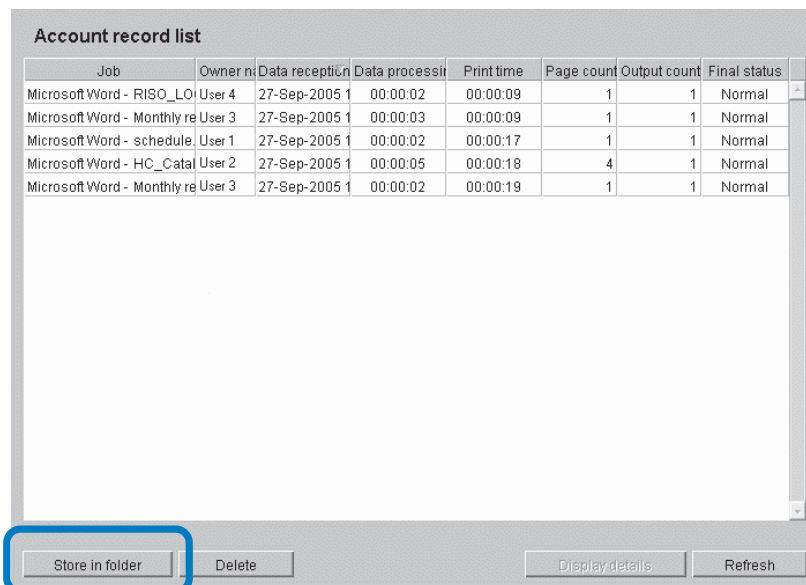 Account record list
Job Owner na Data reception Data processin Print time Page count Output count Final status
Microsoft Word - RISO_LO User 4 27-Sep-2005 1 00:00:02 00:00:09 1 1 Normal
Microsoft Word - Monthly re User 3 27-Sep-2005 1 00:00:03 00:00:09 1 1 Normal
Microsoft Word - schedule. User 1 27-Sep-2005 1 00:00:02 00:00:17 1 1 Normal
Microsoft Word - HC_Catal User 2 27-Sep-2005 1 00:00:05 00:00:18 4 1 Normal
Microsoft Word - Monthly re User 3 27-Sep-2005 1 00:00:02 00:00:19 1 1 Normal
Store in folder Delete Display details Refresh